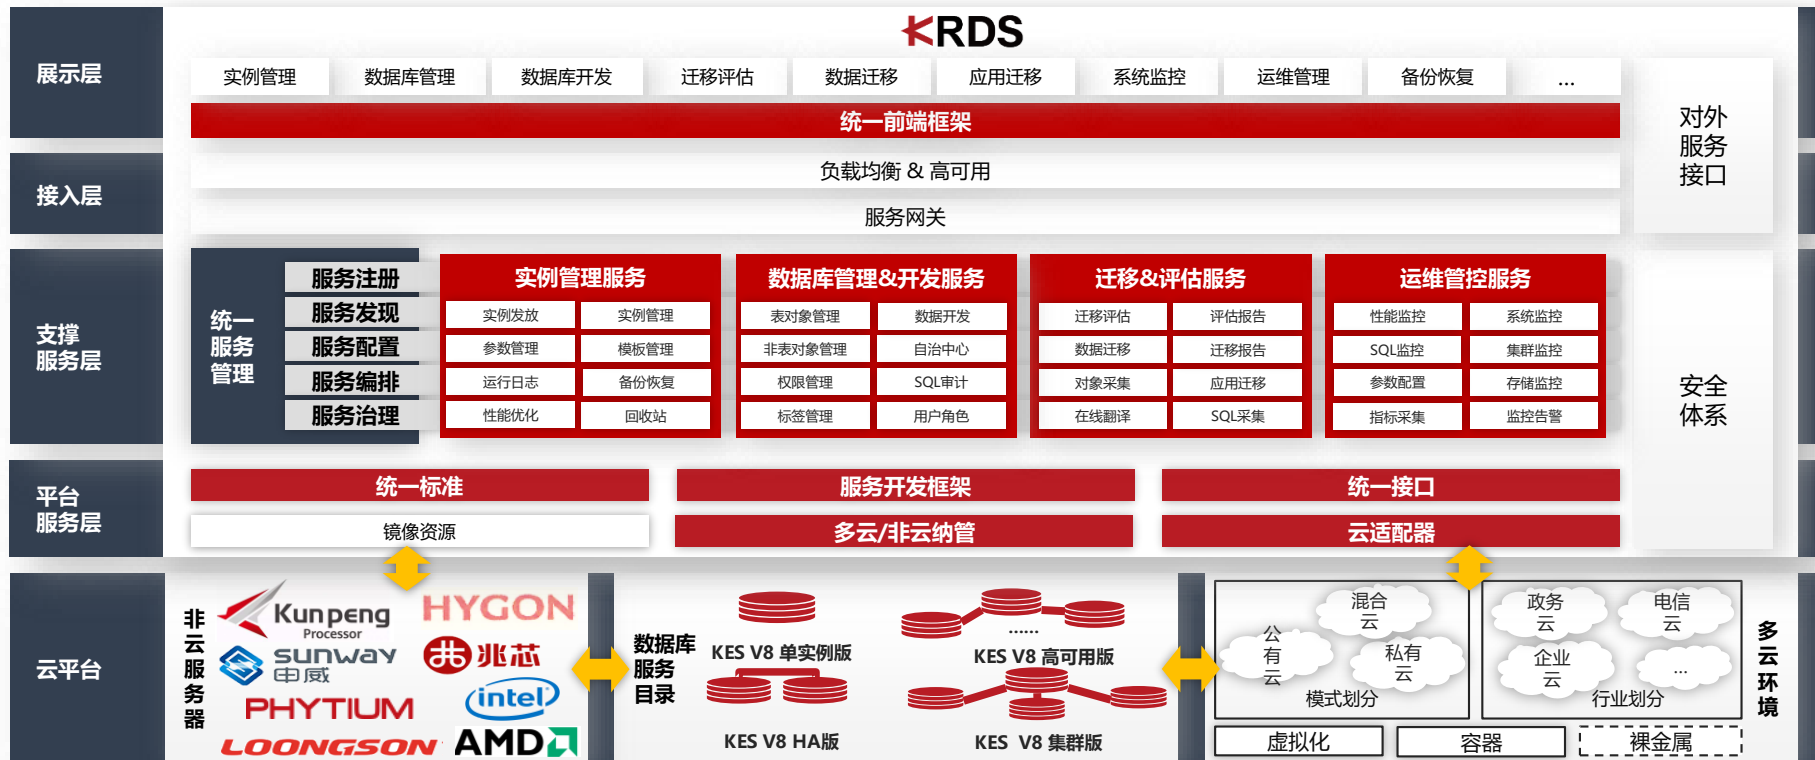 KRDS
展示层
实例管理
数据库管理
数据库开发
迁移评估
数据迁移
应用迁移
系统监控
运维管理
备份恢复
...
统一前端框架
对外
服务
接口
接入层
负载均衡 & 高可用
服务网关
支撑
服务层
统一
服务
管理
服务注册
服务发现
服务配置
服务编排
服务治理
实例管理服务
实例发放
实例管理
参数管理
模板管理
运行日志
备份恢复
性能优化
回收站
数据库管理&开发服务
表对象管理
数据开发
非表对象管理
自治中心
权限管理
SQL审计
标签管理
用户角色
迁移&评估服务
迁移评估
评估报告
数据迁移
迁移报告
对象采集
应用迁移
在线翻译
SQL采集
运维管控服务
性能监控
系统监控
SQL监控
集群监控
参数配置
存储监控
指标采集
监控告警
安全
体系
平台
服务层
统一标准
服务开发框架
统一接口
镜像资源
多云/非云纳管
云适配器
云平台
非
云
服
务
器
Kunpeng
Processor
HYGON
sunway
申威
兆芯
PHYTIUM
intel
LOONGSON
AMD
数据库
服务
目录
KES V8 单实例版
......
KES V8 高可用版
KES V8 HA版
KES V8 集群版
混合
云
公
有
云
私有
云
模式划分
政务
云
电信
云
企业
云
...
行业划分
虚拟化
容器
裸金属
多
云
环
境